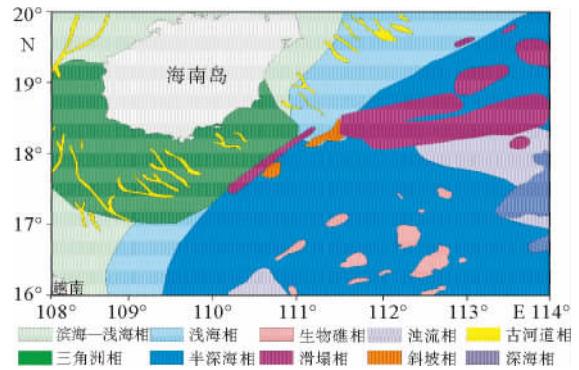 20°
N
19°
海南岛
18°
17°
越南
16°
108° 109° 110° 111° 112° 113° E 114°
滨海—浅海相 浅海相 生物礁相 浊流相 古河道相
三角洲相 半深海相 滑塌相 斜坡相 深海相